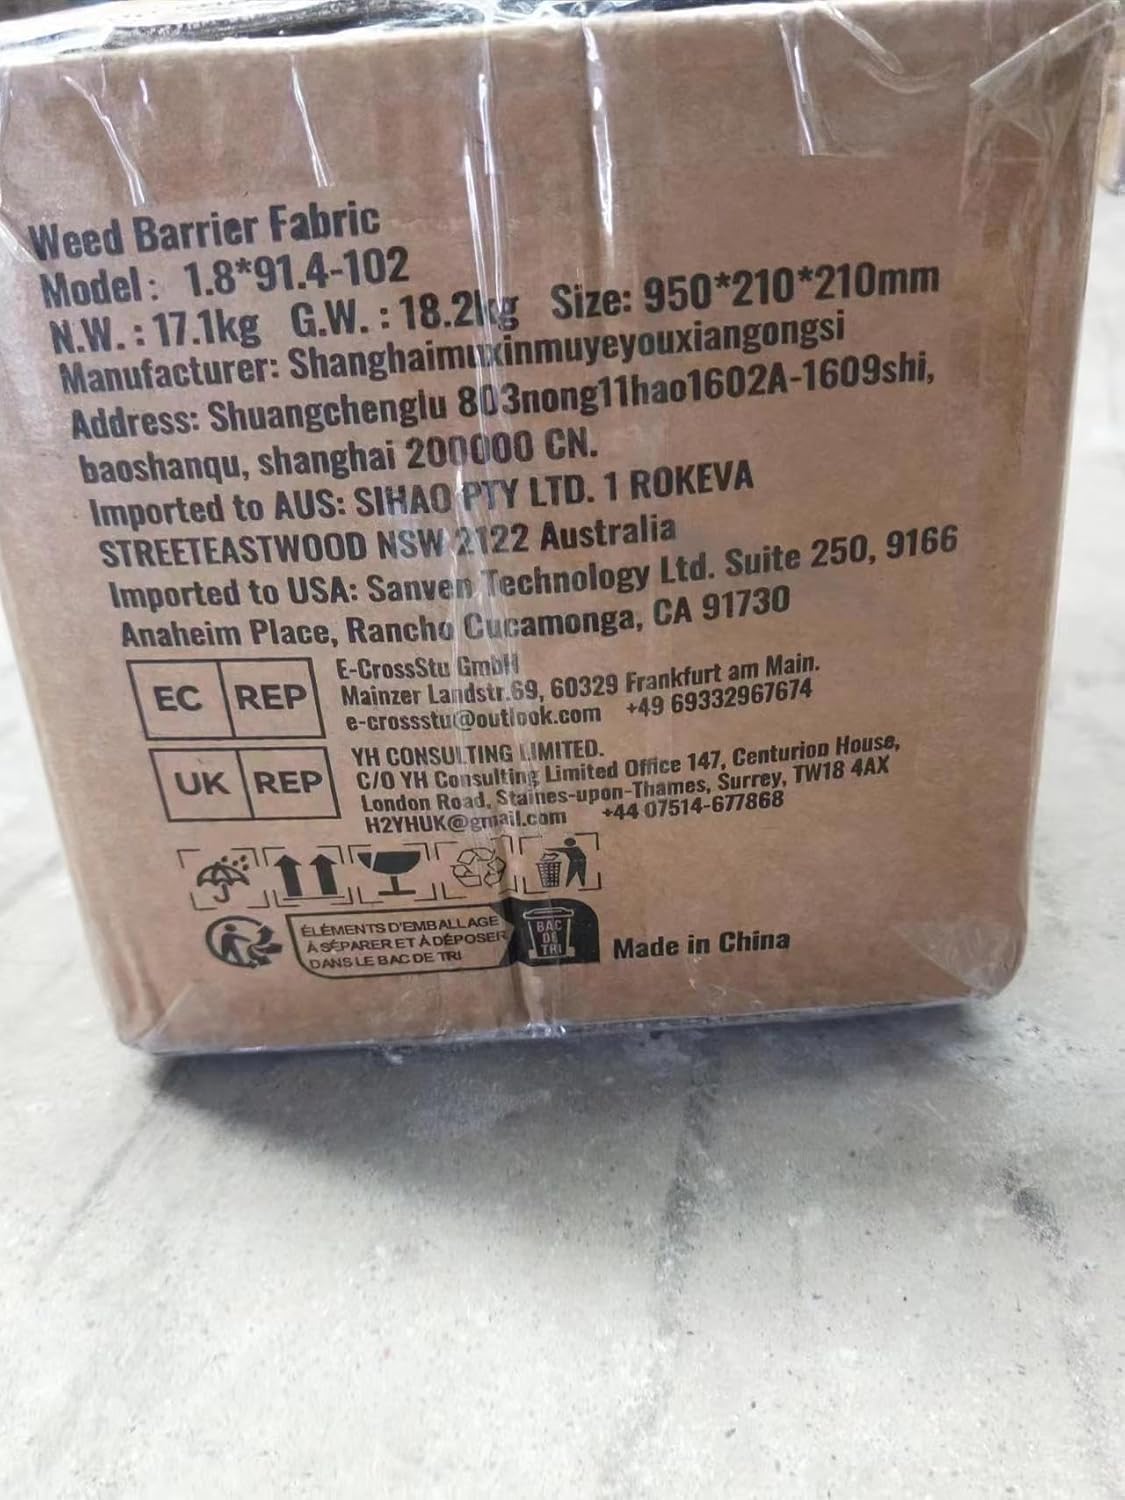 Weed Barrier Fabric
Model: 1.8*91.4-102
N.W.: 17.1kg G.W.: 18.2kg Size: 950*210*210mm
Manufacturer: Shanghaimuxinmuyeyouxiangongsi
Address: Shuangchenglu 803nong11hao1602A-1609shi,
baoshanqu, shanghai 200000 CN.
Imported to AUS: SIHAO PTY LTD. 1 ROKEVA
STREETEASTWOOD NSW 2122 Australia
Imported to USA: Sanven Technology Ltd. Suite 250, 9166
Anaheim Place, Rancho Cucamonga, CA 91730
EC REP
E-CrossStu GmbH
Mainzer Landstr.69, 60329 Frankfurt am Main.
e-crossstu@outlook.com +49 69332967674
UK REP
YH CONSULTING LIMITED.
C/O YH Consulting Limited Office 147, Centurion House,
London Road, Staines-upon-Thames, Surrey, TW18 4AX
H2YHUK@gmail.com +44 07514-677868
ÉLÉMENTS D'EMBALLAGE
À SÉPARER ET À DÉPOSER
DANS LE BAC DE TRI
BAC
DE
TRI
Made in China